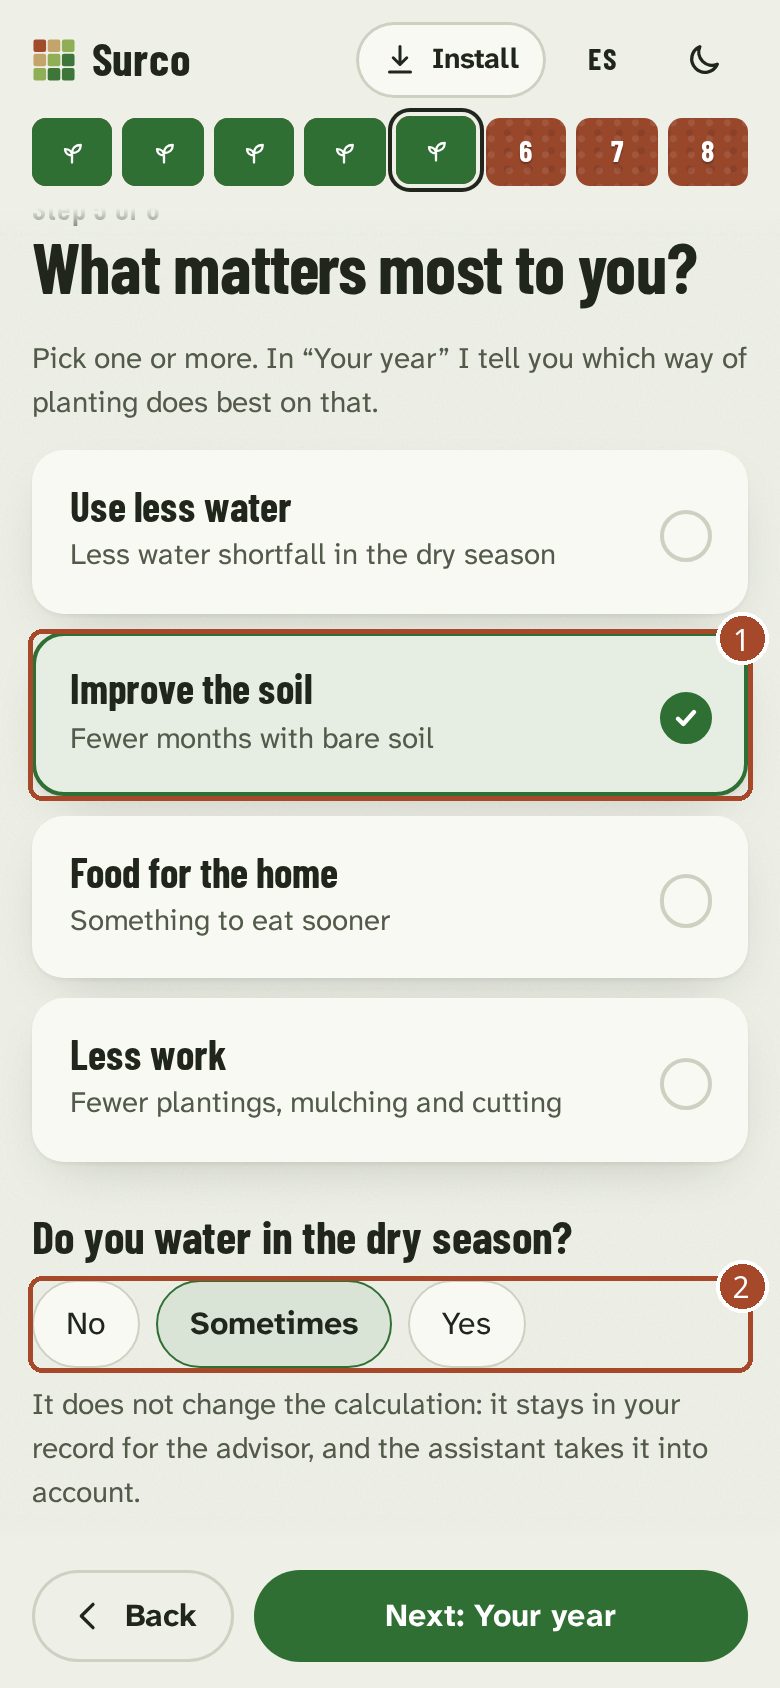 Surco
Install
ES
6
7
8
Step 5 of 8
What matters most to you?
Pick one or more. In “Your year” I tell you which way of
planting does best on that.
Use less water
Less water shortfall in the dry season
1
Improve the soil
Fewer months with bare soil
Food for the home
Something to eat sooner
Less work
Fewer plantings, mulching and cutting
Do you water in the dry season?
2
No
Sometimes
Yes
It does not change the calculation: it stays in your
record for the advisor, and the assistant takes it into
account.
Back
Next: Your year